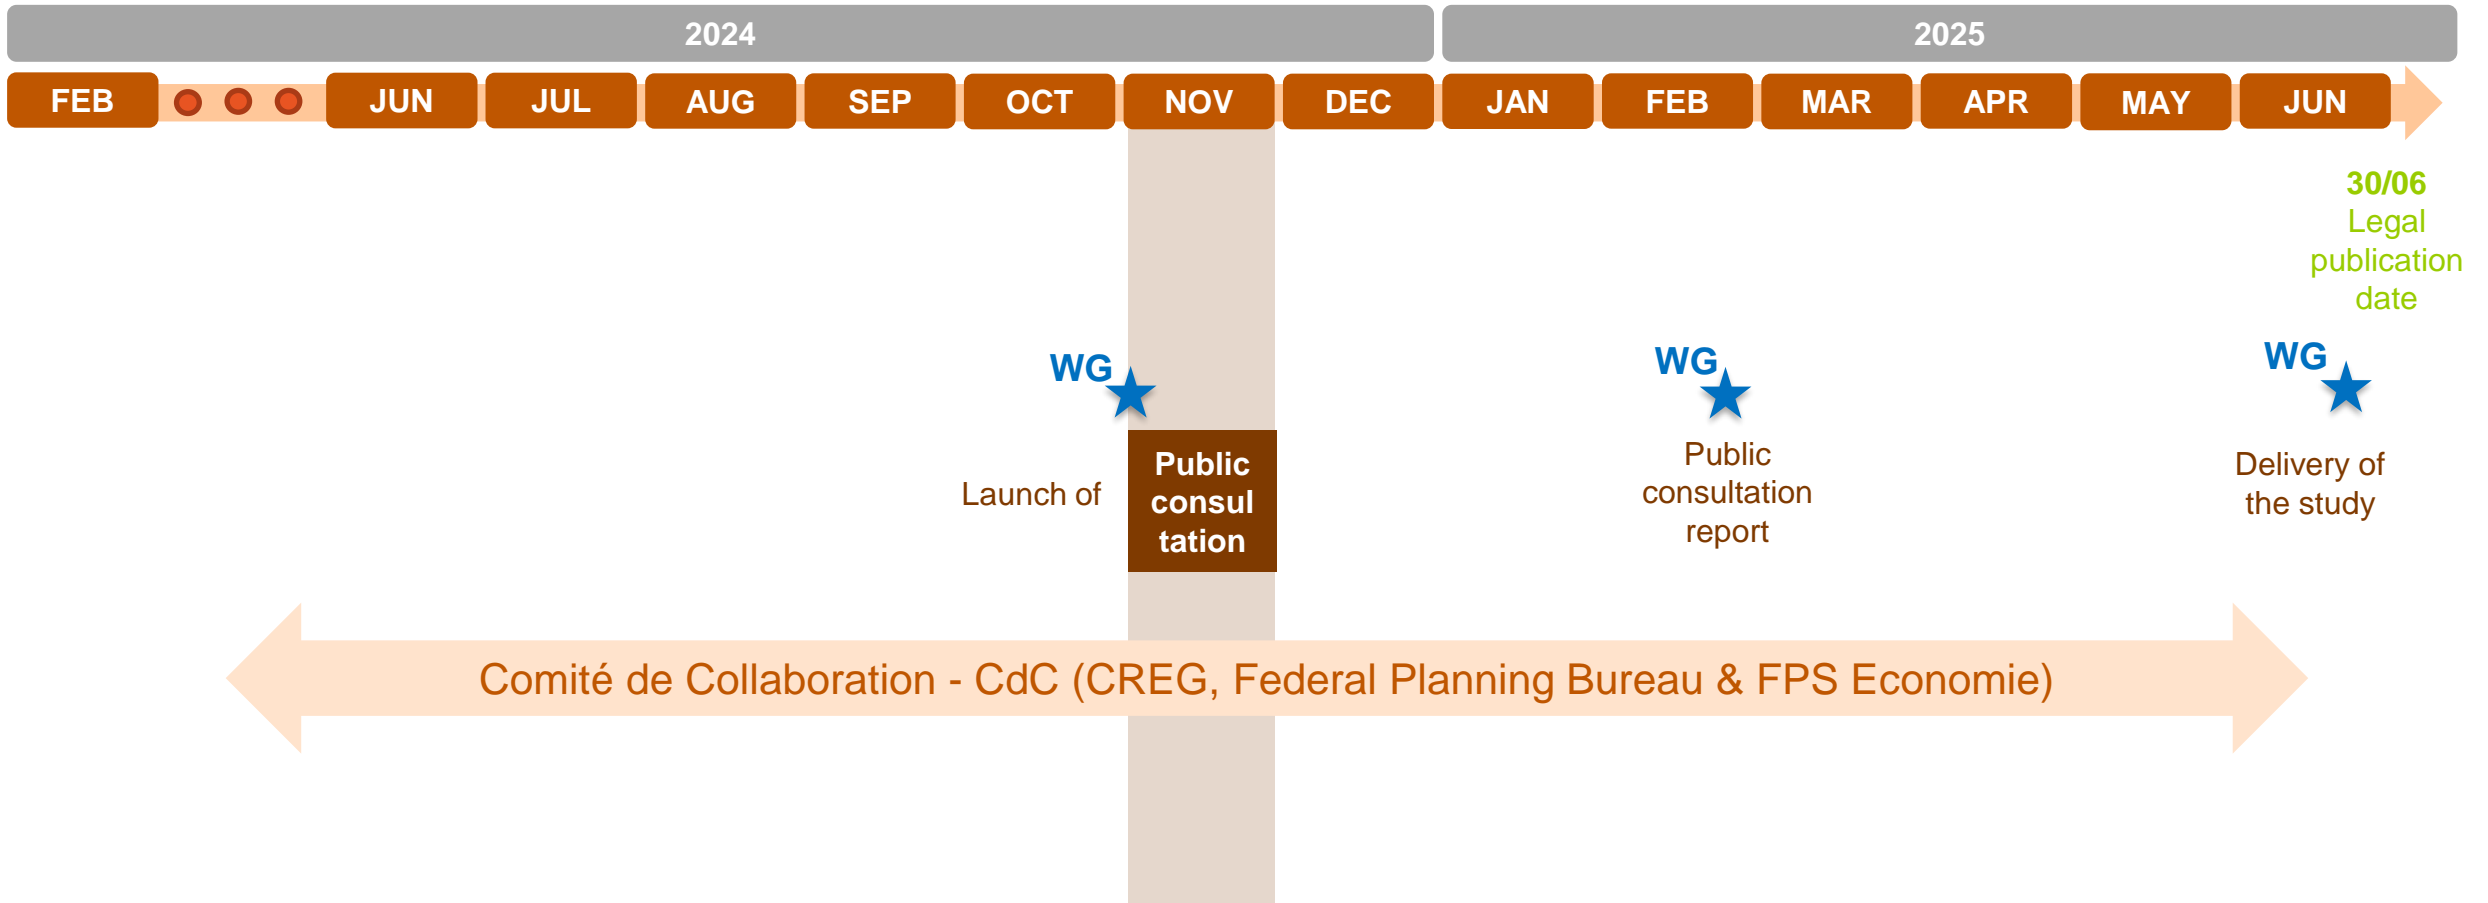 2024
2025
FEB
JUN
JUL
AUG
SEP
OCT
NOV
DEC
JAN
FEB
MAR
APR
MAY
JUN
30/06
Legal
publication
date
WG
WG
WG
Launch of
Public
consul
tation
Public
consultation
report
Delivery of
the study
Comité de Collaboration - CdC (CREG, Federal Planning Bureau & FPS Economie)